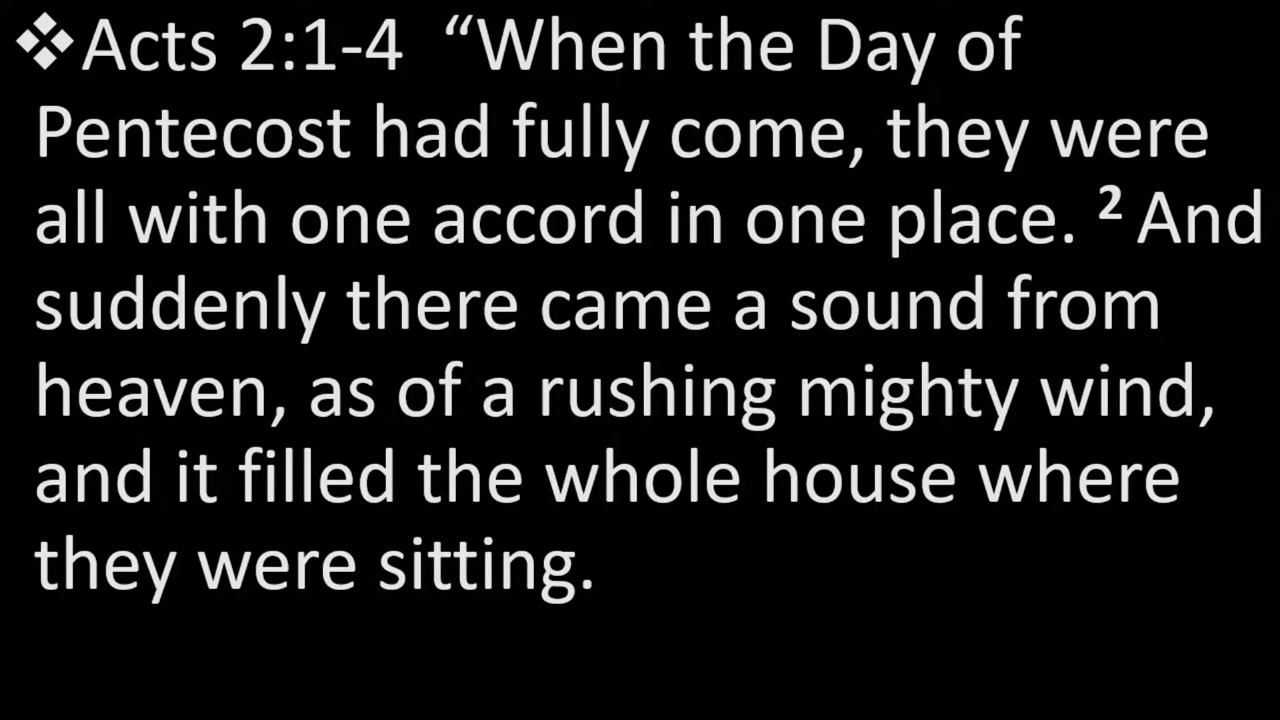 ❖Acts 2:1-4  “When the Day of
Pentecost had fully come, they were
all with one accord in one place. ² And
suddenly there came a sound from
heaven, as of a rushing mighty wind,
and it filled the whole house where
they were sitting.